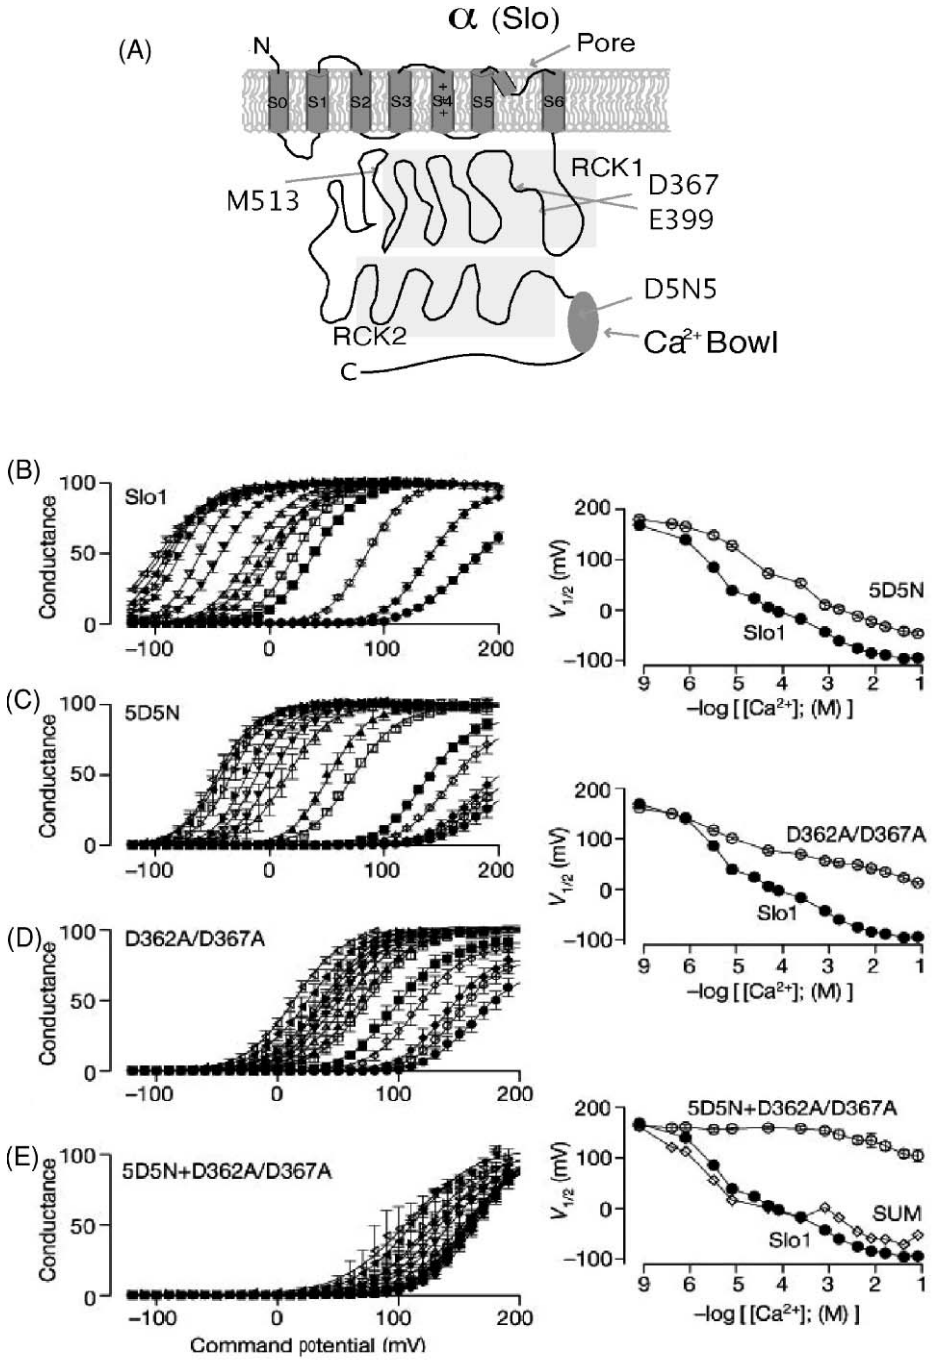 α (Slo)
(A)
N
Pore
S0 S1 S2 S3 S4 S5 S6
+
+
+
RCK1
M513
D367
E399
D5N5
RCK2
Ca2+ Bowl
C
(B)
Slo1
Conductance
100
50
0
−100 0 100 200
V1/2 (mV)
200
100
0
−100
5D5N
Slo1
9 6 5 4 3 2 1
−log [ [Ca2+]; (M) ]
(C)
5D5N
Conductance
100
50
0
−100 0 100 200
V1/2 (mV)
200
100
0
−100
D362A/D367A
Slo1
9 6 5 4 3 2 1
−log [ [Ca2+]; (M) ]
(D)
D362A/D367A
Conductance
100
50
0
−100 0 100 200
(E)
5D5N+D362A/D367A
Conductance
100
50
0
−100 0 100 200
Command potential (mV)
V1/2 (mV)
200
100
0
−100
5D5N+D362A/D367A
SUM
Slo1
9 6 5 4 3 2 1
−log [ [Ca2+]; (M) ]